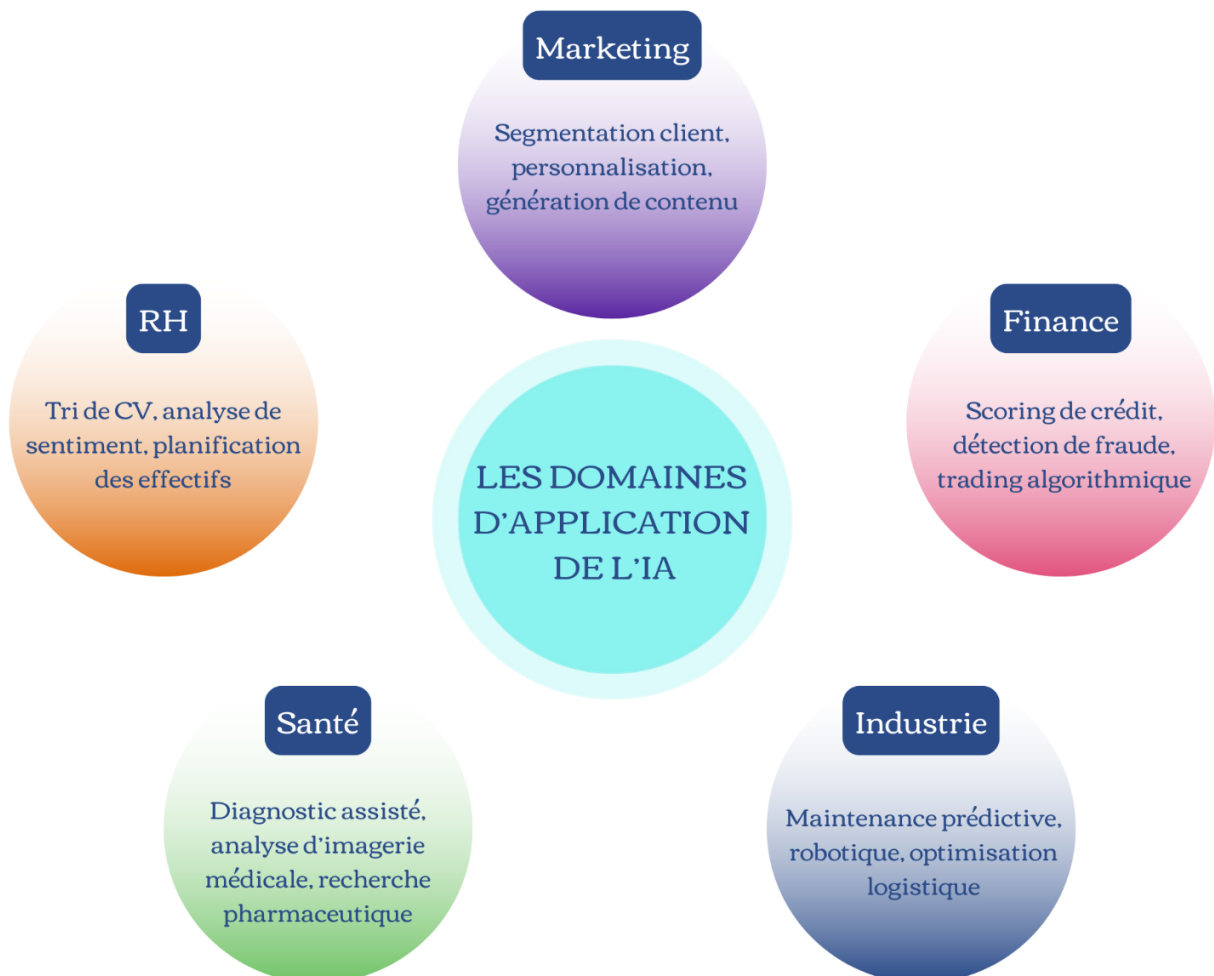 Marketing
Segmentation client,
personnalisation,
génération de contenu
RH
Tri de CV, analyse de
sentiment, planification
des effectifs
Finance
Scoring de crédit,
détection de fraude,
trading algorithmique
LES DOMAINES
D'APPLICATION
DE L'IA
Santé
Diagnostic assisté,
analyse d'imagerie
médicale, recherche
pharmaceutique
Industrie
Maintenance prédictive,
robotique, optimisation
logistique